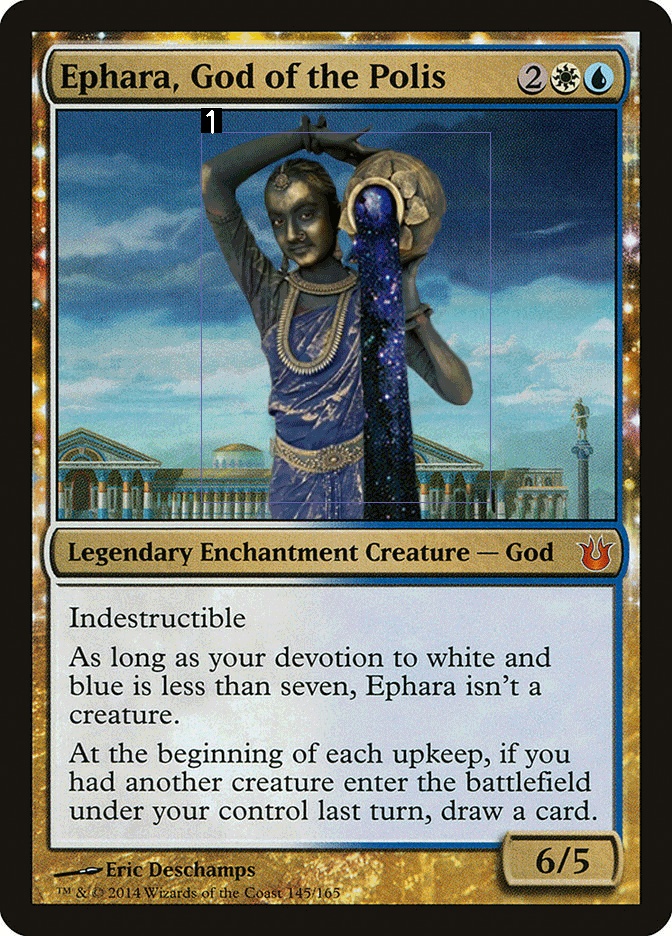 Ephara, God of the Polis 2
1
Legendary Enchantment Creature — God
Indestructible
As long as your devotion to white and
blue is less than seven, Ephara isn't a
creature.
At the beginning of each upkeep, if you
had another creature enter the battlefield
under your control last turn, draw a card.
6/5
Eric Deschamps
™ & © 2014 Wizards of the Coast 145/165